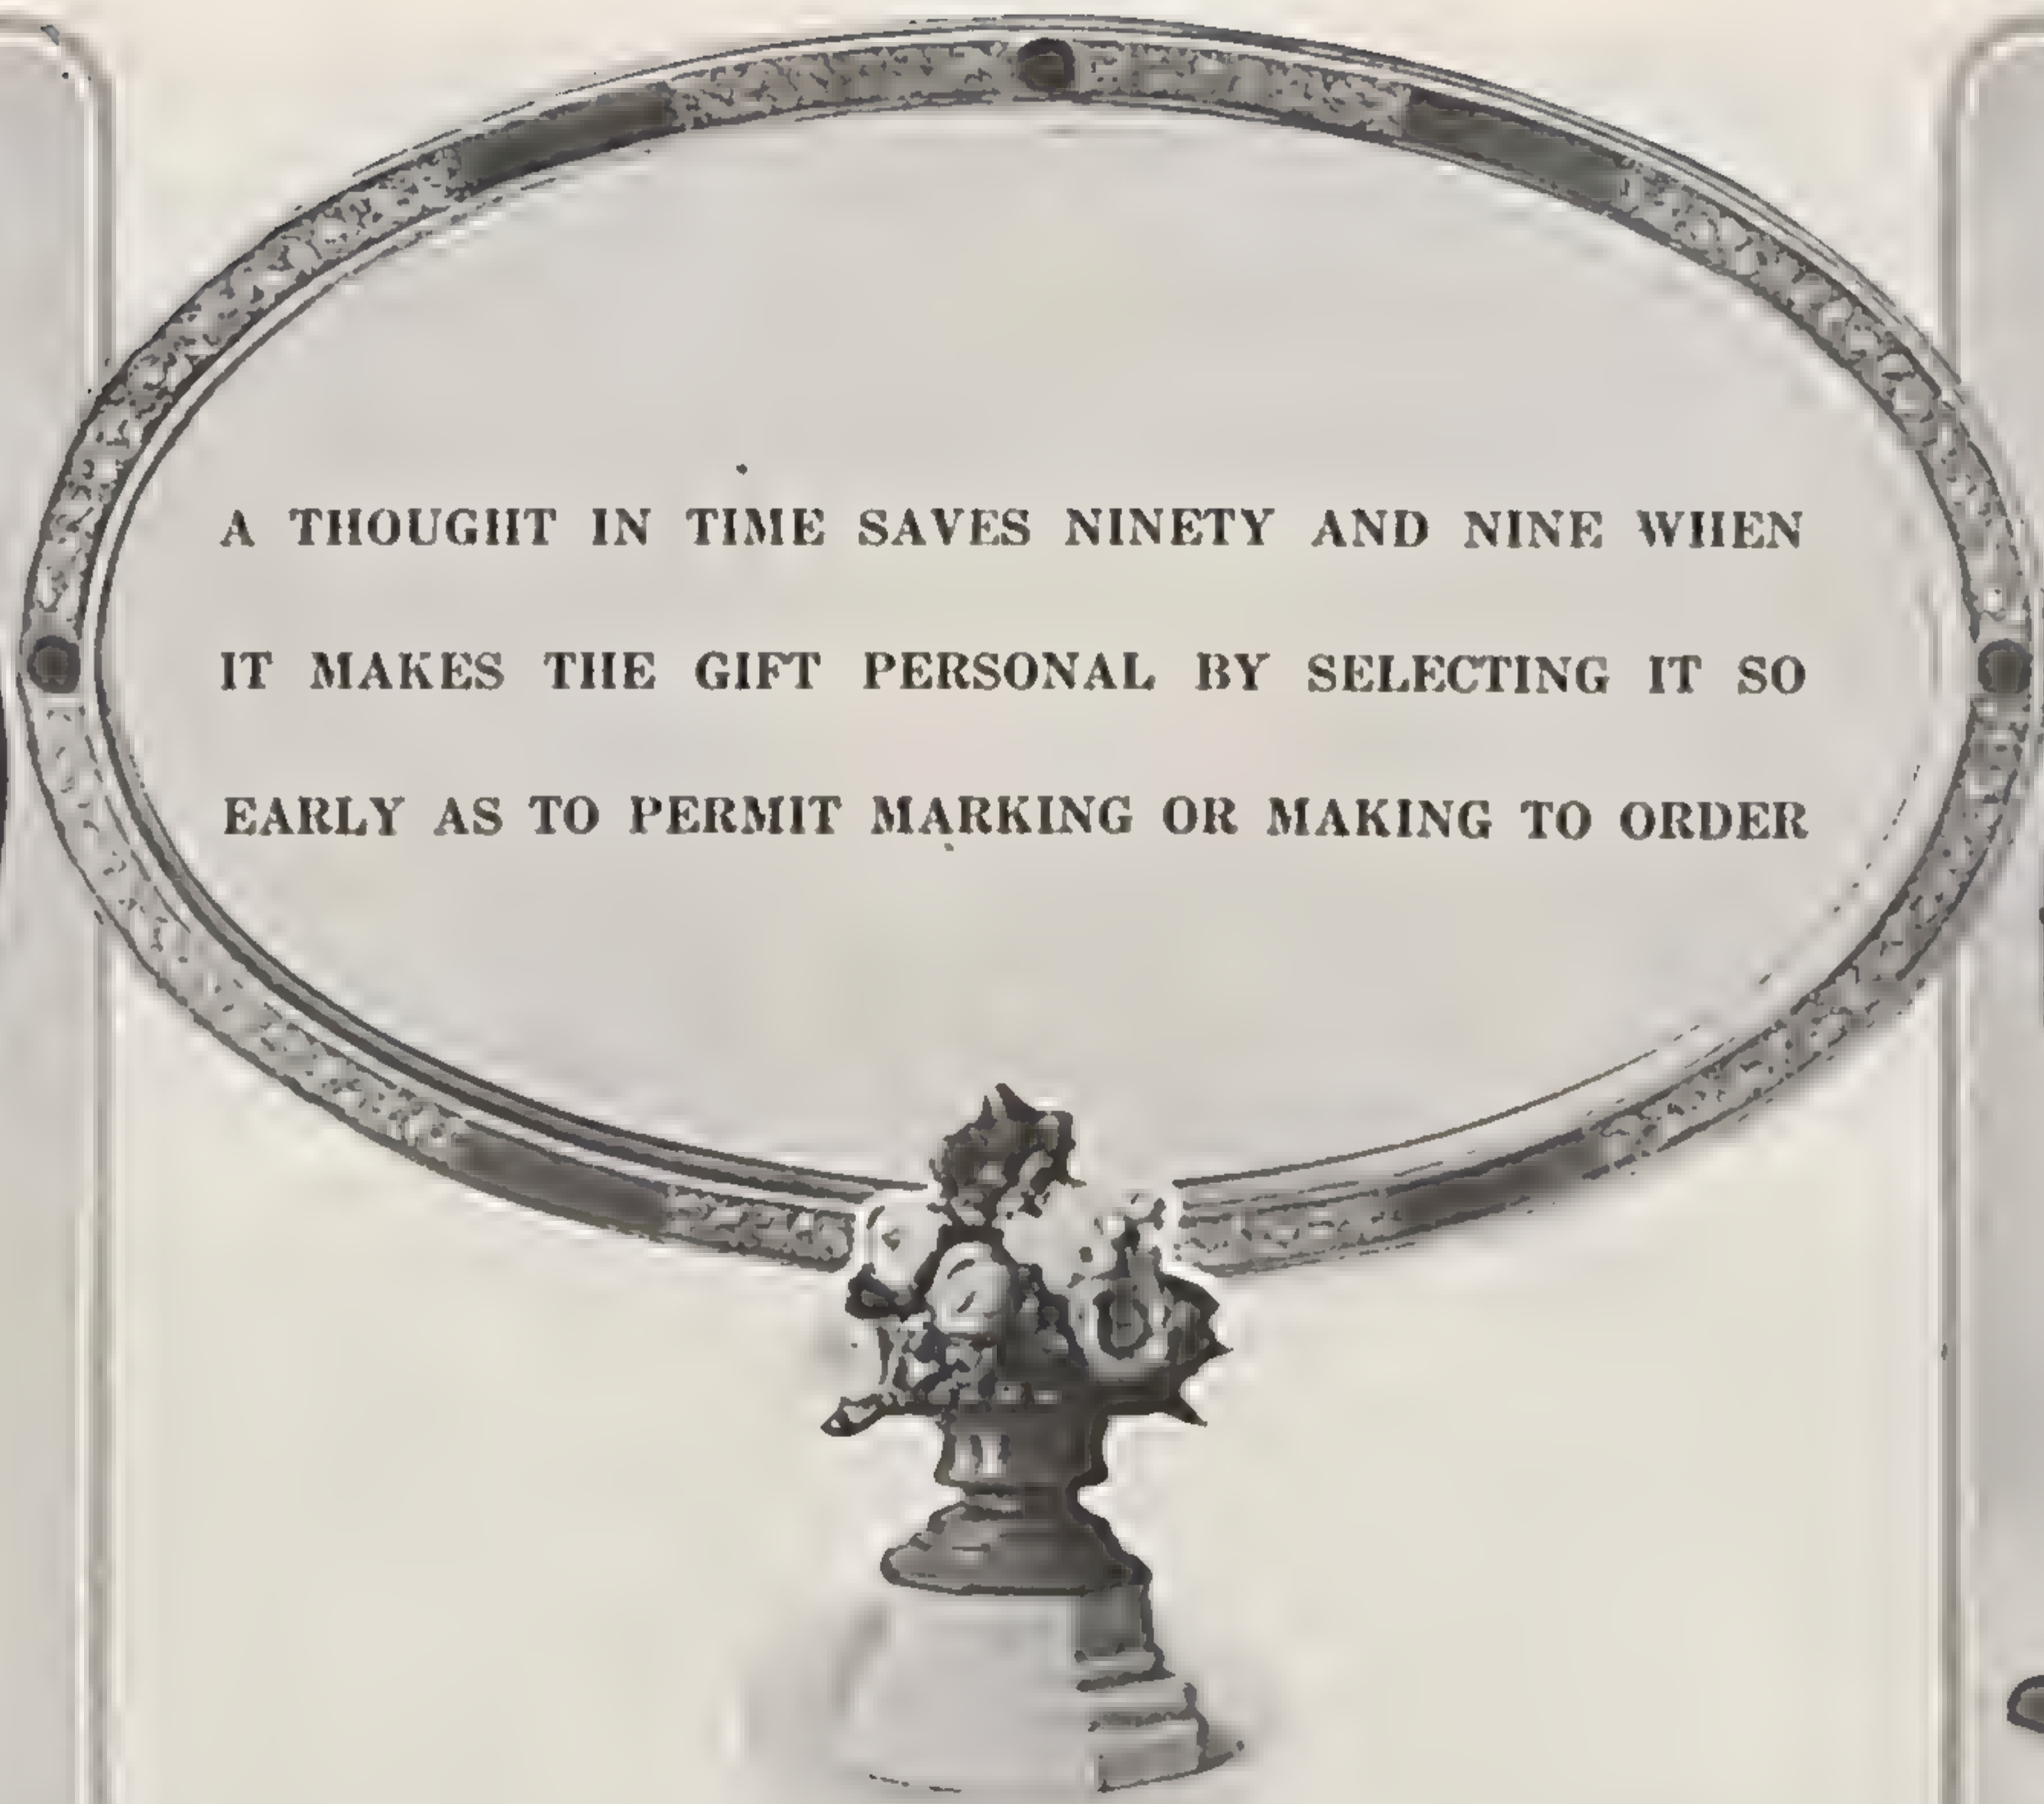 A THOUGHT IN TIME SAVES NINETY AND NINE WHEN
IT MAKES THE GIFT PERSONAL BY SELECTING IT SO
EARLY AS TO PERMIT MARKING OR MAKING TO ORDER